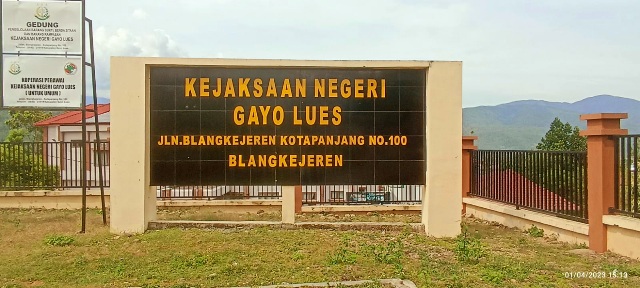 GEDUNG
KEJAKSAAN NEGERI GAYO LUES
KOPERASI PEGAWAI
KEJAKSAAN NEGERI GAYO LUES
( UNTUK UMUM )
KEJAKSAAN NEGERI
GAYO LUES
JLN.BLANGKEJEREN KOTAPANJANG NO.100
BLANGKEJEREN
01/04/2023 15:13